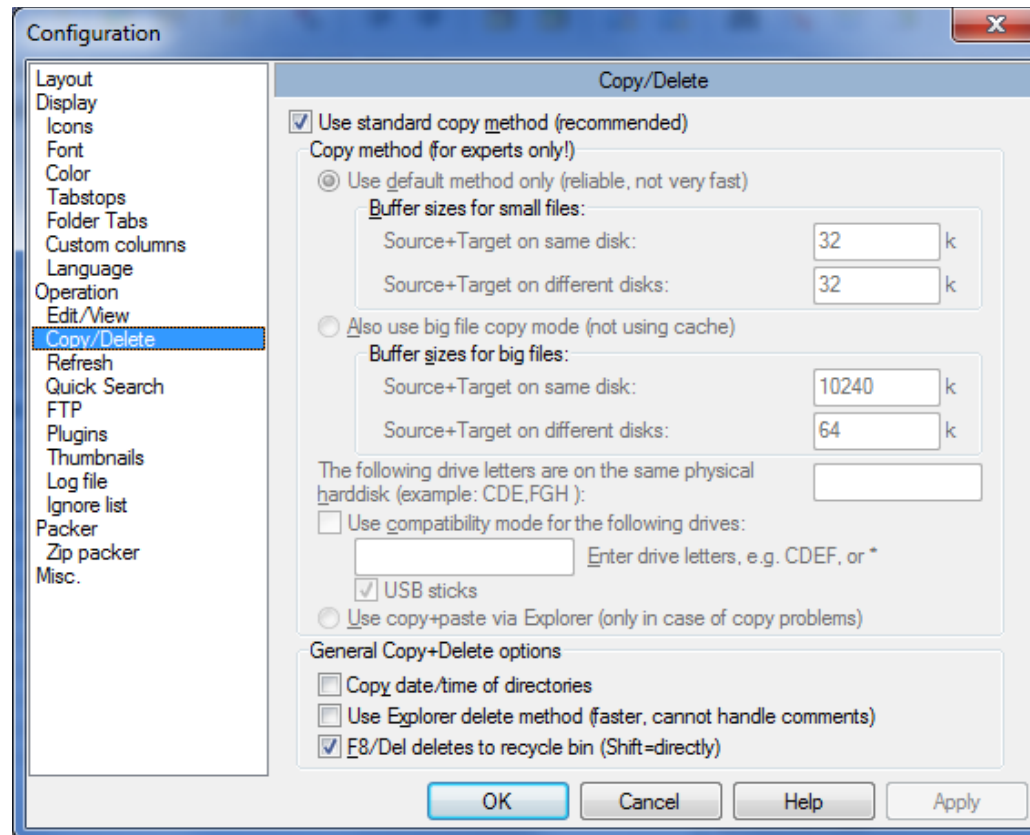 Configuration
Layout
Display
Icons
Font
Color
Tabstops
Folder Tabs
Custom columns
Language
Operation
Edit/View
Copy/Delete
Refresh
Quick Search
FTP
Plugins
Thumbnails
Log file
Ignore list
Packer
Zip packer
Misc.
Copy/Delete
Use standard copy method (recommended)
Copy method (for experts only!)
Use default method only (reliable, not very fast)
Buffer sizes for small files:
Source+Target on same disk: 32 k
Source+Target on different disks: 32 k
Also use big file copy mode (not using cache)
Buffer sizes for big files:
Source+Target on same disk: 10240 k
Source+Target on different disks: 64 k
The following drive letters are on the same physical
harddisk (example: CDE,FGH ):
Use compatibility mode for the following drives:
Enter drive letters, e.g. CDEF, or *
USB sticks
Use copy+paste via Explorer (only in case of copy problems)
General Copy+Delete options
Copy date/time of directories
Use Explorer delete method (faster, cannot handle comments)
F8/Del deletes to recycle bin (Shift=directly)
OK Cancel Help Apply